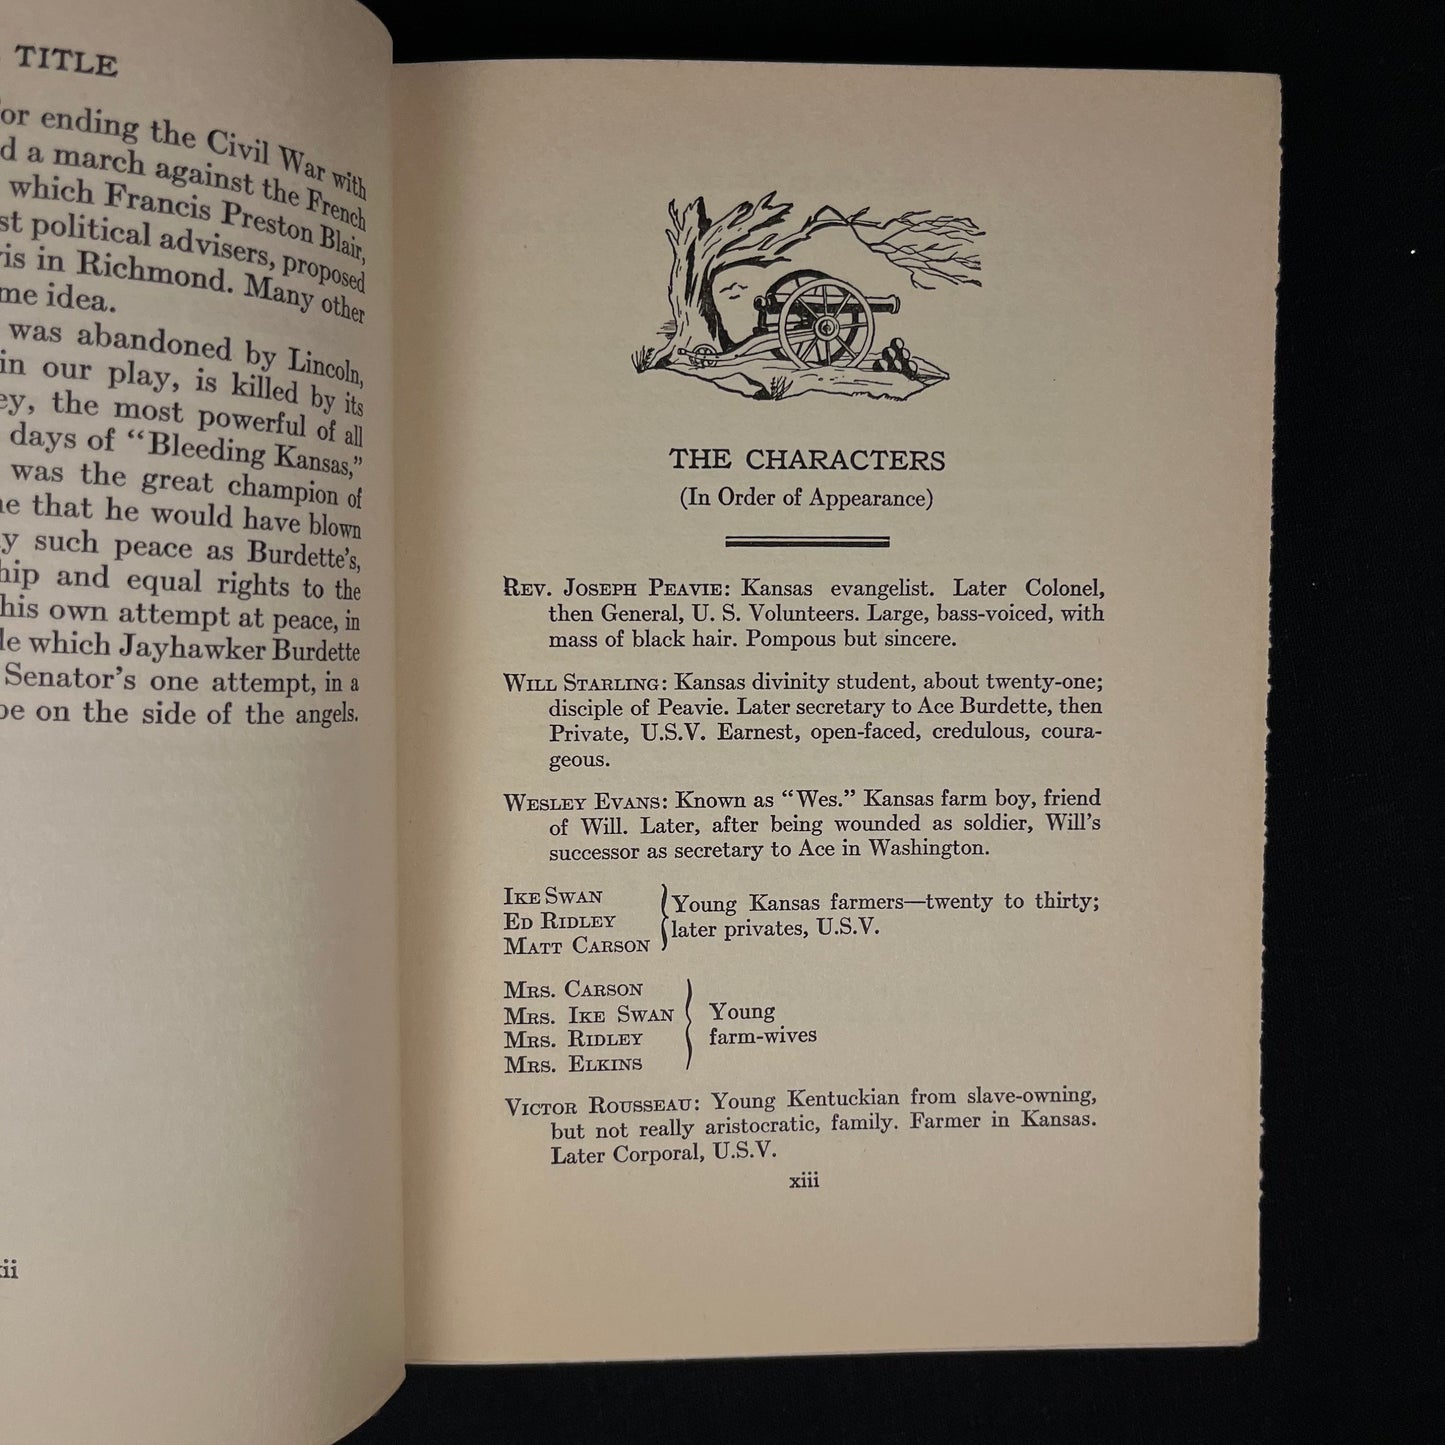 TITLE
for ending the Civil War with
a march against the French
which Francis Preston Blair,
political advisers, proposed
in Richmond. Many other
idea.
was abandoned by Lincoln,
in our play, is killed by its
the most powerful of all
days of “Bleeding Kansas,”
was the great champion of
that he would have blown
such peace as Burdette’s,
and equal rights to the
his own attempt at peace, in
which Jayhawker Burdette
Senator’s one attempt, in a
on the side of the angels.
THE CHARACTERS
(In Order of Appearance)
REV. JOSEPH PEAVIE: Kansas evangelist. Later Colonel,
then General, U. S. Volunteers. Large, bass-voiced, with
mass of black hair. Pompous but sincere.
WILL STARLING: Kansas divinity student, about twenty-one;
disciple of Peavie. Later secretary to Ace Burdette, then
Private, U.S.V. Earnest, open-faced, credulous, coura-
geous.
WESLEY EVANS: Known as “Wes.” Kansas farm boy, friend
of Will. Later, after being wounded as soldier, Will’s
successor as secretary to Ace in Washington.
IKE SWAN
ED RIDLEY
MATT CARSON
Young Kansas farmers—twenty to thirty;
later privates, U.S.V.
MRS. CARSON
MRS. IKE SWAN
MRS. RIDLEY
MRS. ELKINS
Young
farm-wives
VICTOR ROUSSEAU: Young Kentuckian from slave-owning,
but not really aristocratic, family. Farmer in Kansas.
Later Corporal, U.S.V.
xiii